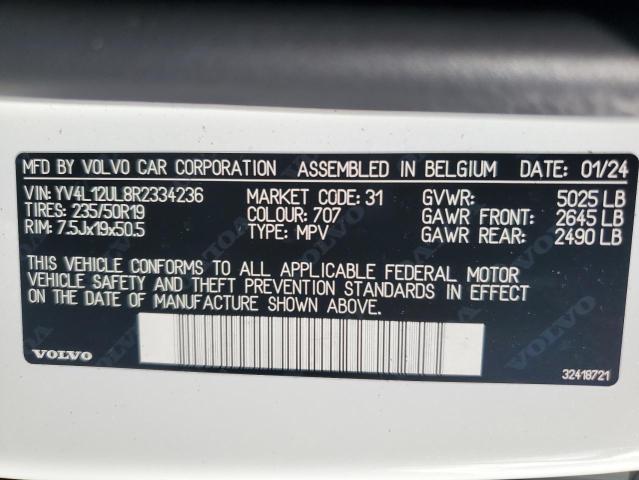 MFD BY VOLVO CAR CORPORATION ASSEMBLED IN BELGIUM DATE: 01/24
VIN: YV4L12UL8R2334236 MARKET CODE: 31 GVWR: 5025 LB
TIRES: 235/50R19 COLOUR: 707 GAWR FRONT: 2645 LB
RIM: 7.5Jx19x50.5 TYPE: MPV GAWR REAR: 2490 LB
THIS VEHICLE CONFORMS TO ALL APPLICABLE FEDERAL MOTOR
VEHICLE SAFETY AND THEFT PREVENTION STANDARDS IN EFFECT
ON THE DATE OF MANUFACTURE SHOWN ABOVE.
VOLVO 32418721